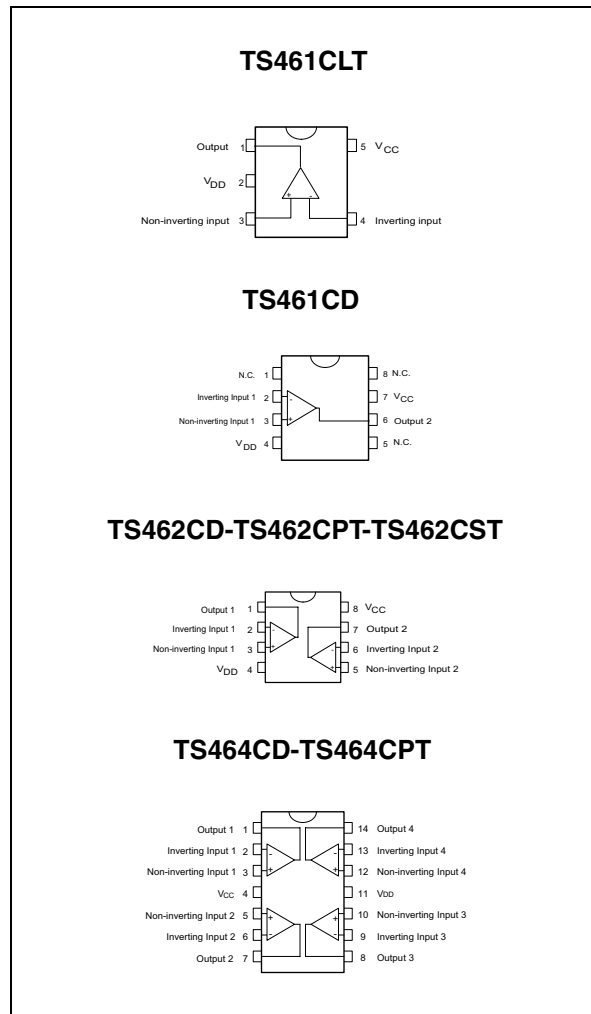 TS461CLT
Output 1 5 VCC
VDD 2
Non-inverting input 3 4 Inverting input
+ -
TS461CD
N.C. 1 8 N.C.
Inverting Input 1 2 - 7 VCC
Non-inverting Input 1 3 + 6 Output 2
VDD 4 5 N.C.
TS462CD-TS462CPT-TS462CST
Output 1 1 8 VCC
Inverting Input 1 2 - 7 Output 2
Non-inverting Input 1 3 + - 6 Inverting Input 2
VDD 4 + 5 Non-inverting Input 2
TS464CD-TS464CPT
Output 1 1 14 Output 4
Inverting Input 1 2 - - 13 Inverting Input 4
Non-inverting Input 1 3 + + 12 Non-inverting Input 4
VCC 4 11 VDD
Non-inverting Input 2 5 + + 10 Non-inverting Input 3
Inverting Input 2 6 - - 9 Inverting Input 3
Output 2 7 8 Output 3